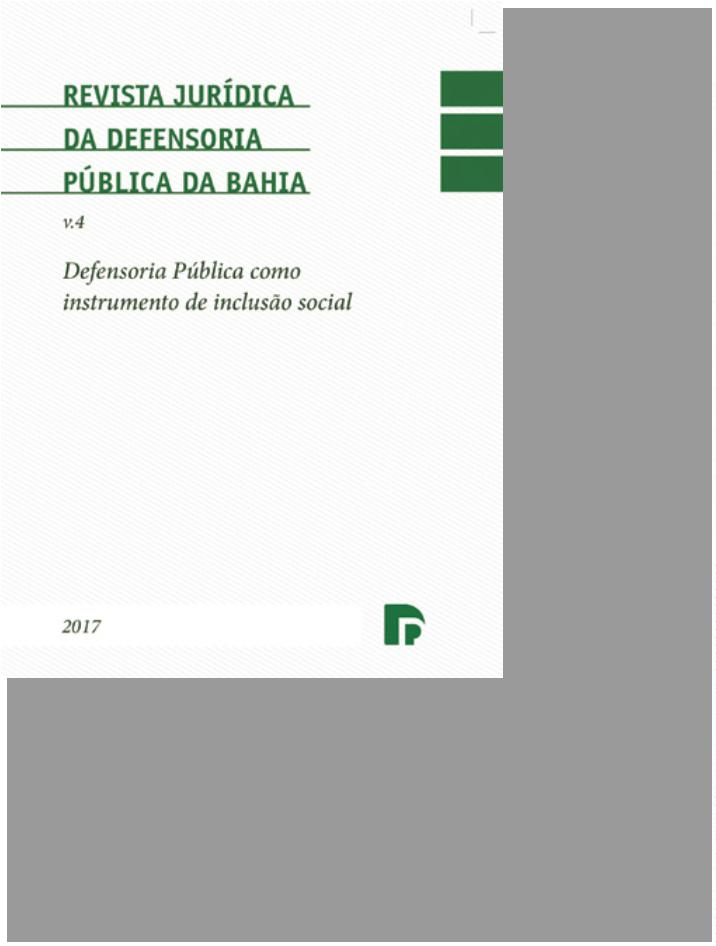 REVISTA JURÍDICA
DA DEFENSORIA
PÚBLICA DA BAHIA
v.4
Defensoria Pública como
instrumento de inclusão social
2017